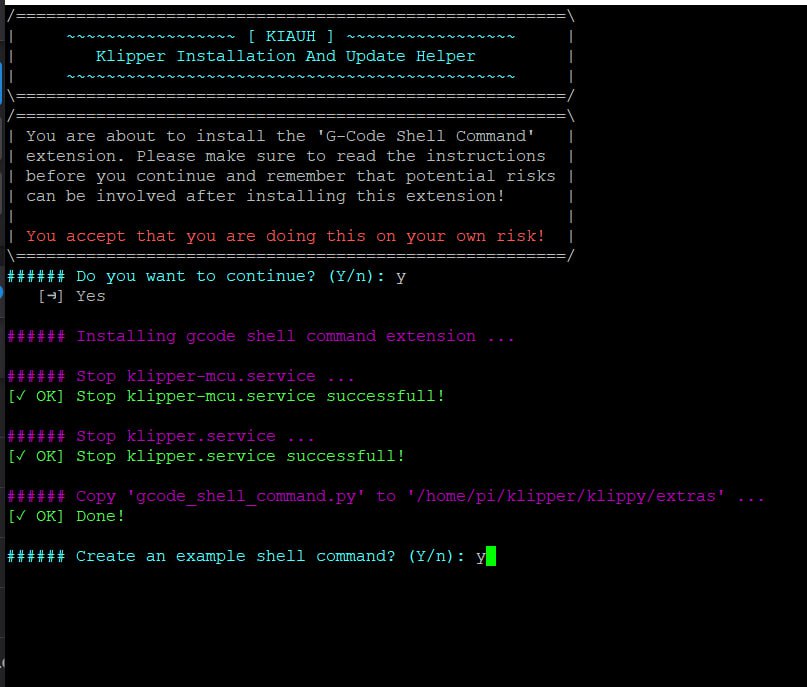 /=======================================================\
|     ~~~~~~~~~~~~~~~~~ [ KIAUH ] ~~~~~~~~~~~~~~~~~     |
|        Klipper Installation And Update Helper         |
|     ~~~~~~~~~~~~~~~~~~~~~~~~~~~~~~~~~~~~~~~~~~~~~     |
\=======================================================/
/=======================================================\
| You are about to install the 'G-Code Shell Command'   |
| extension. Please make sure to read the instructions  |
| before you continue and remember that potential risks |
| can be involved after installing this extension!      |
|                                                       |
| You accept that you are doing this on your own risk!  |
\=======================================================/
###### Do you want to continue? (Y/n): y
   [➔] Yes
###### Installing gcode shell command extension ...
###### Stop klipper-mcu.service ...
[✓ OK] Stop klipper-mcu.service successfull!
###### Stop klipper.service ...
[✓ OK] Stop klipper.service successfull!
###### Copy 'gcode_shell_command.py' to '/home/pi/klipper/klippy/extras' ...
[✓ OK] Done!
###### Create an example shell command? (Y/n): y